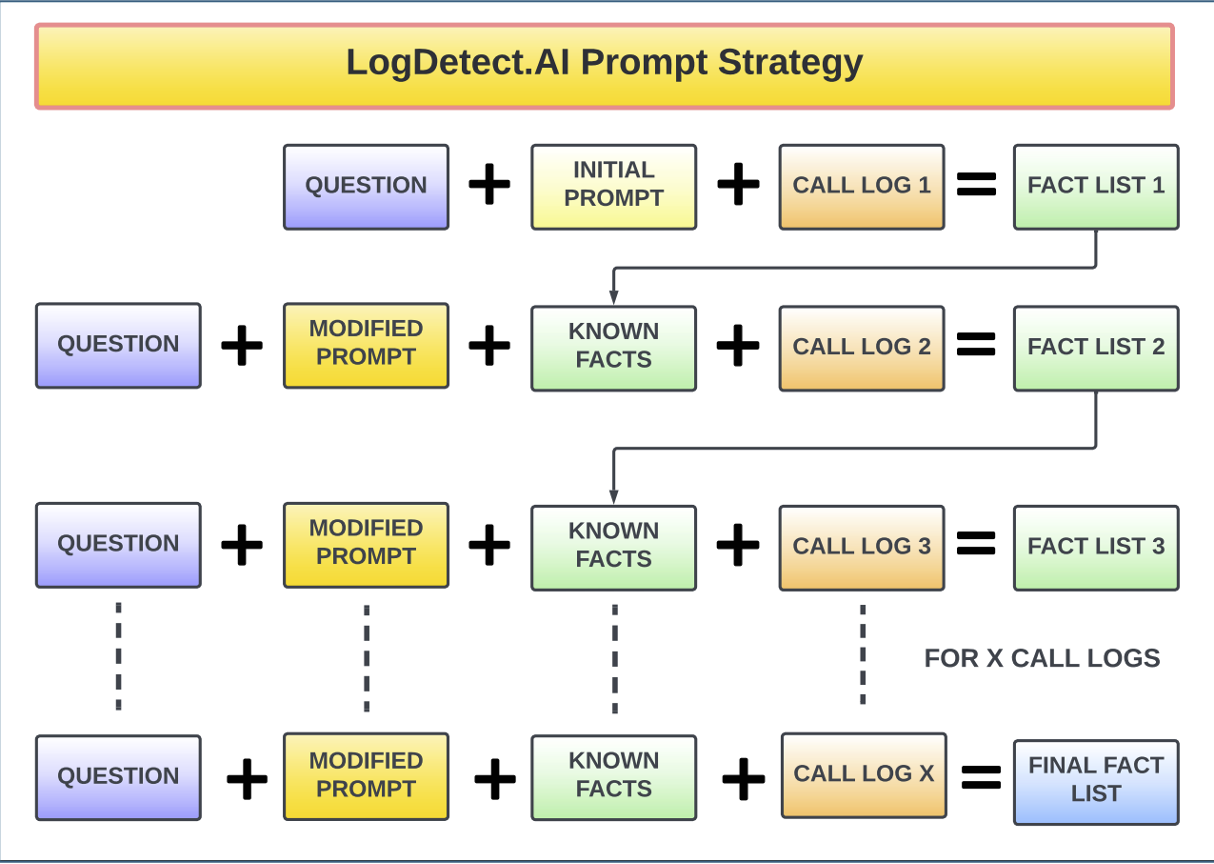 LogDetect.AI Prompt Strategy
QUESTION
INITIAL
PROMPT
CALL LOG 1
FACT LIST 1
QUESTION
MODIFIED
PROMPT
KNOWN
FACTS
CALL LOG 2
FACT LIST 2
QUESTION
MODIFIED
PROMPT
KNOWN
FACTS
CALL LOG 3
FACT LIST 3
FOR X CALL LOGS
QUESTION
MODIFIED
PROMPT
KNOWN
FACTS
CALL LOG X
FINAL FACT
LIST